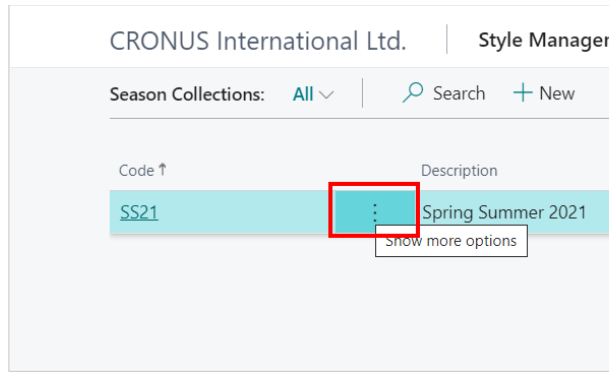 CRONUS International Ltd. Style Manager
Season Collections: All Search + New
Code ↑ Description
SS21 Spring Summer 2021
Show more options